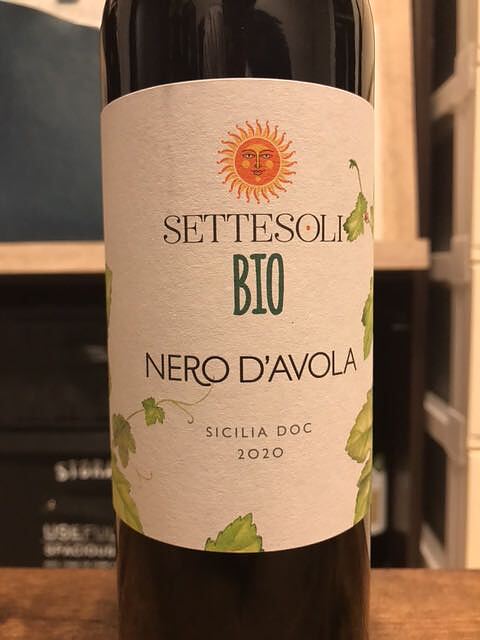 SETTESOLI
BIO
NERO D'AVOLA
SICILIA DOC
2020